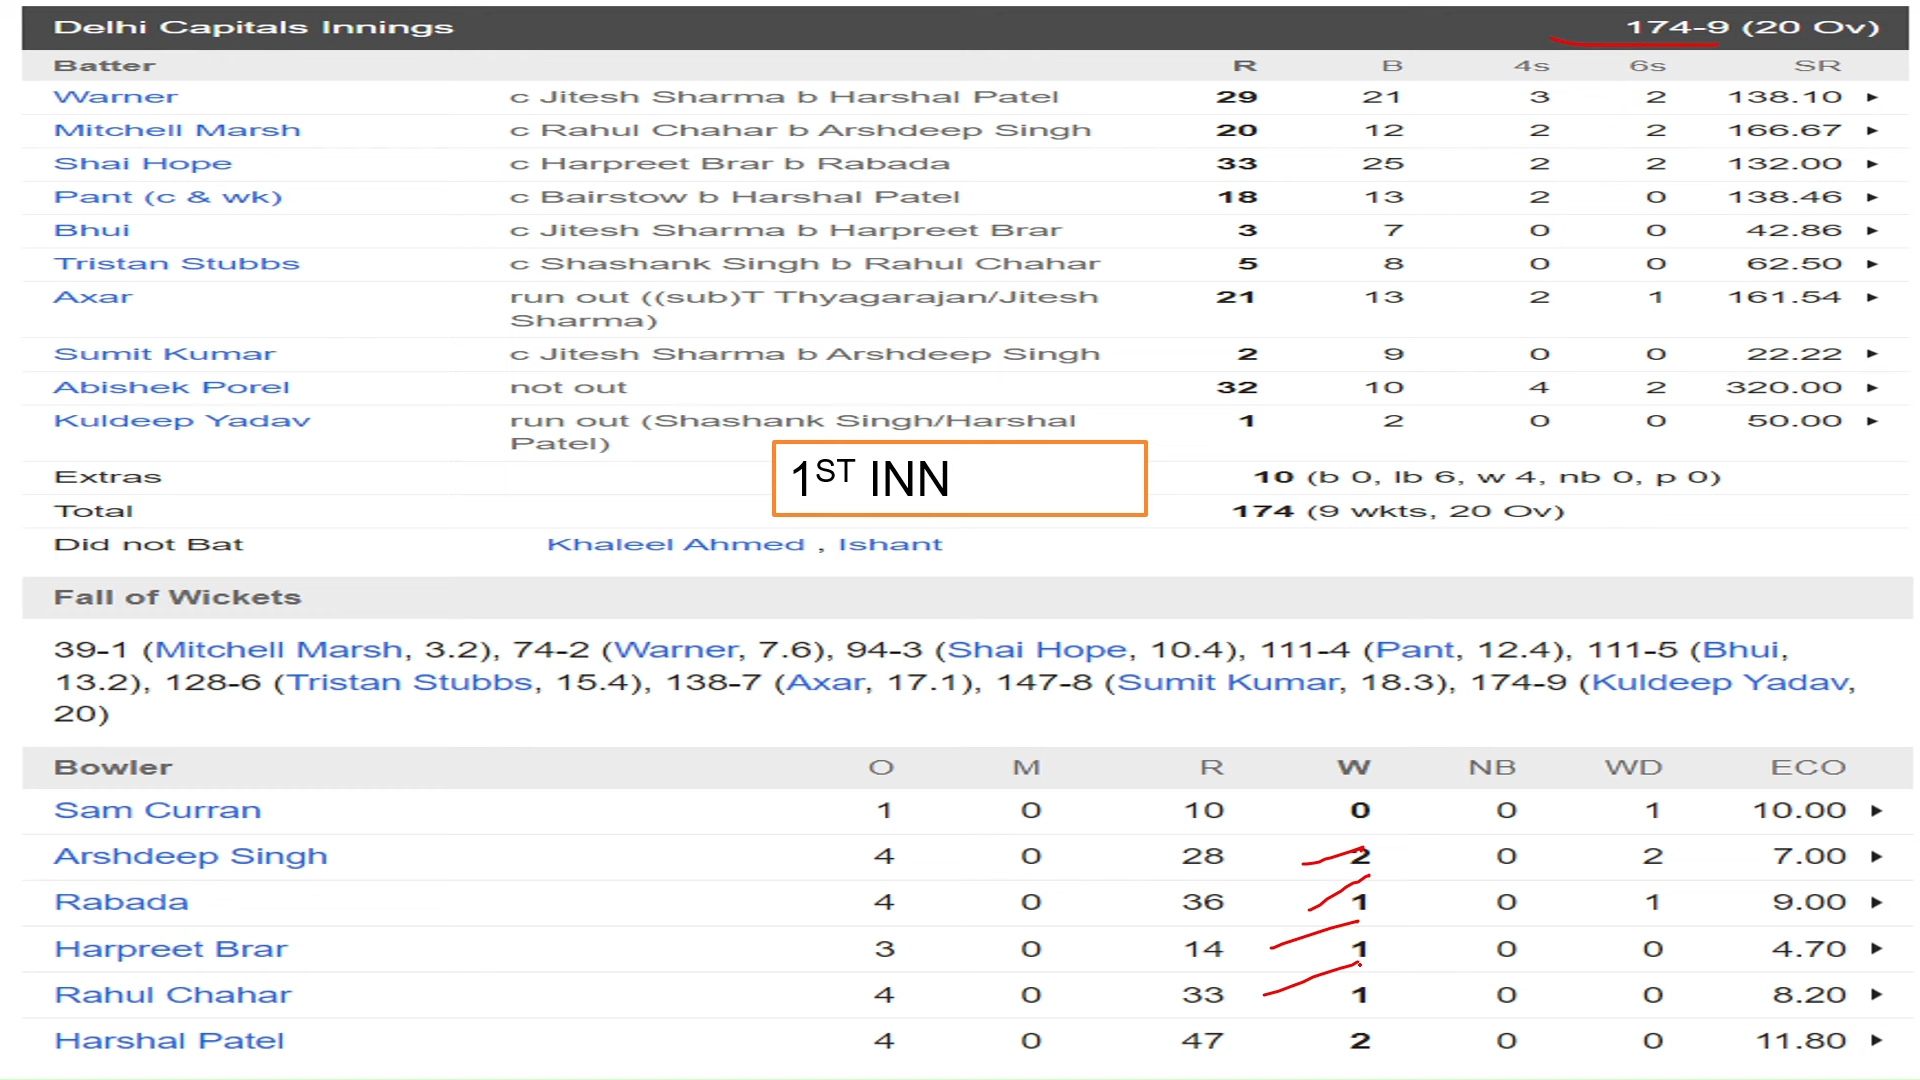 Delhi Capitals Innings 174-9 (20 Ov)
Batter R B 4s 6s SR
Warner c Jitesh Sharma b Harshal Patel 29 21 3 2 138.10
Mitchell Marsh c Rahul Chahar b Arshdeep Singh 20 12 2 2 166.67
Shai Hope c Harpreet Brar b Rabada 33 25 2 2 132.00
Pant (c & wk) c Bairstow b Harshal Patel 18 13 2 0 138.46
Bhui c Jitesh Sharma b Harpreet Brar 3 7 0 0 42.86
Tristan Stubbs c Shashank Singh b Rahul Chahar 5 8 0 0 62.50
Axar run out ((sub)T Thyagarajan/Jitesh 21 13 2 1 161.54
Sharma)
Sumit Kumar c Jitesh Sharma b Arshdeep Singh 2 9 0 0 22.22
Abishek Porel not out 32 10 4 2 320.00
Kuldeep Yadav run out (Shashank Singh/Harshal 1 2 0 0 50.00
Patel)
1ST INN
Extras 10 (b 0, lb 6, w 4, nb 0, p 0)
Total 174 (9 wkts, 20 Ov)
Did not Bat Khaleel Ahmed , Ishant
Fall of Wickets
39-1 (Mitchell Marsh, 3.2), 74-2 (Warner, 7.6), 94-3 (Shai Hope, 10.4), 111-4 (Pant, 12.4), 111-5 (Bhui,
13.2), 128-6 (Tristan Stubbs, 15.4), 138-7 (Axar, 17.1), 147-8 (Sumit Kumar, 18.3), 174-9 (Kuldeep Yadav,
20)
Bowler O M R W NB WD ECO
Sam Curran 1 0 10 0 0 1 10.00
Arshdeep Singh 4 0 28 2 0 2 7.00
Rabada 4 0 36 1 0 1 9.00
Harpreet Brar 3 0 14 1 0 0 4.70
Rahul Chahar 4 0 33 1 0 0 8.20
Harshal Patel 4 0 47 2 0 0 11.80